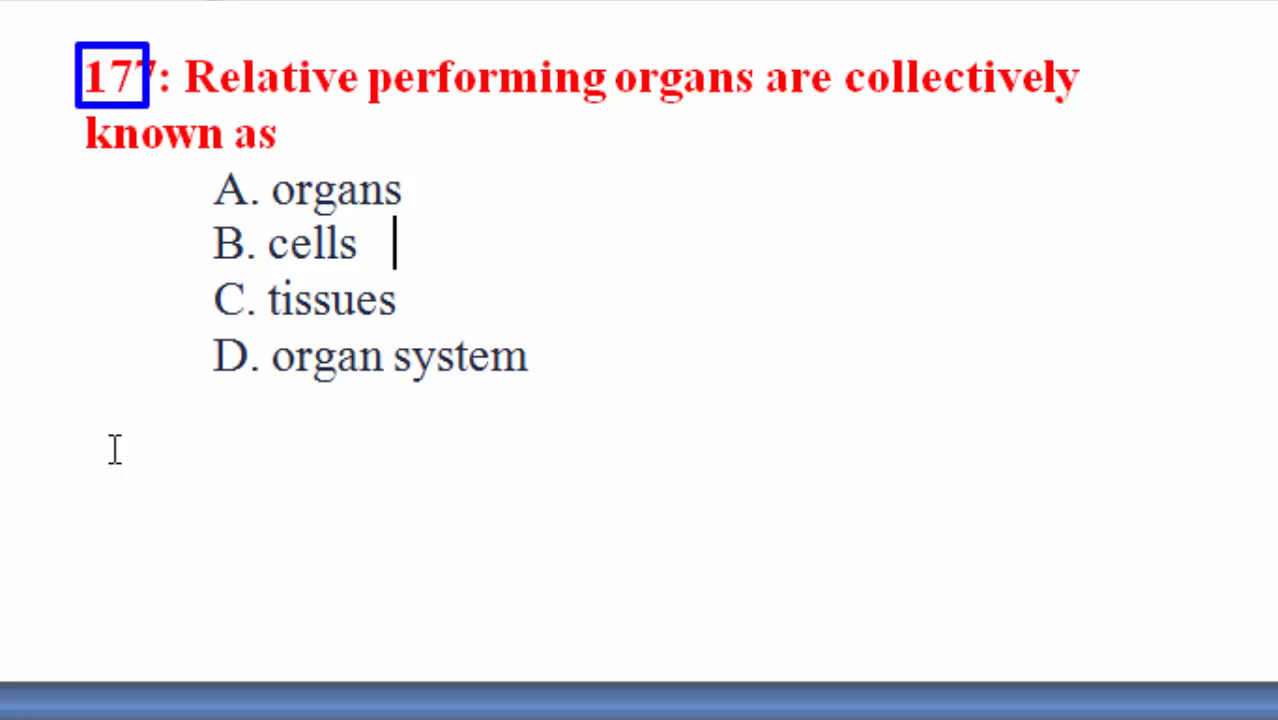 177: Relative performing organs are collectively
known as
A. organs
B. cells
C. tissues
D. organ system